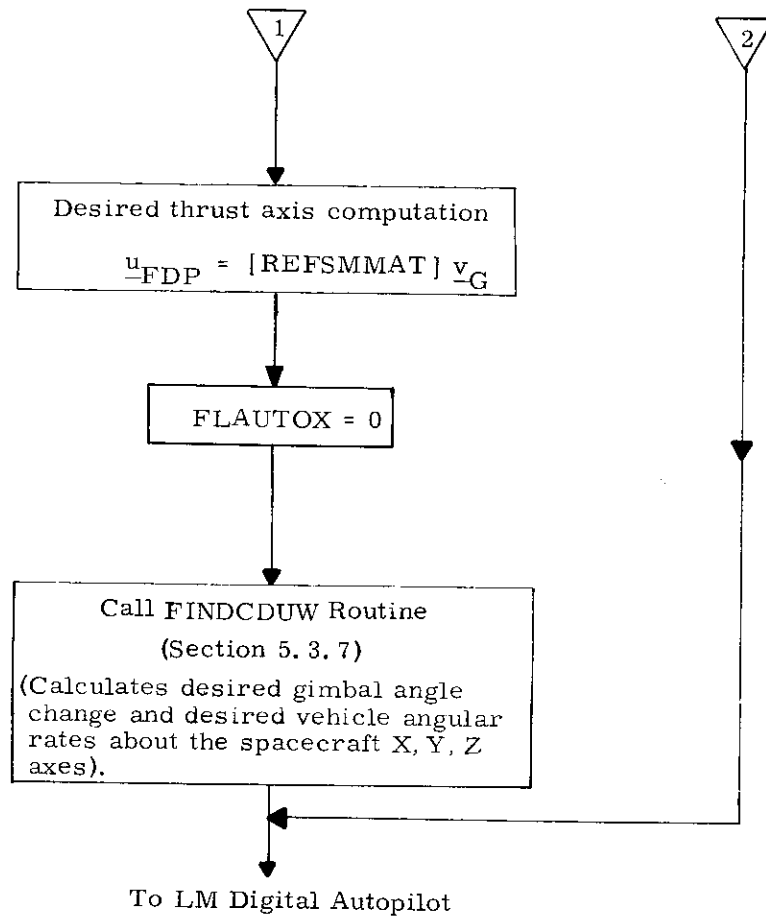 1
2
Desired thrust axis computation
u_FDP = [REFSMMAT] v_G
FLAUTOX = 0
Call FINDCDUW Routine
(Section 5.3.7)
(Calculates desired gimbal angle
change and desired vehicle angular
rates about the spacecraft X, Y, Z
axes).
To LM Digital Autopilot